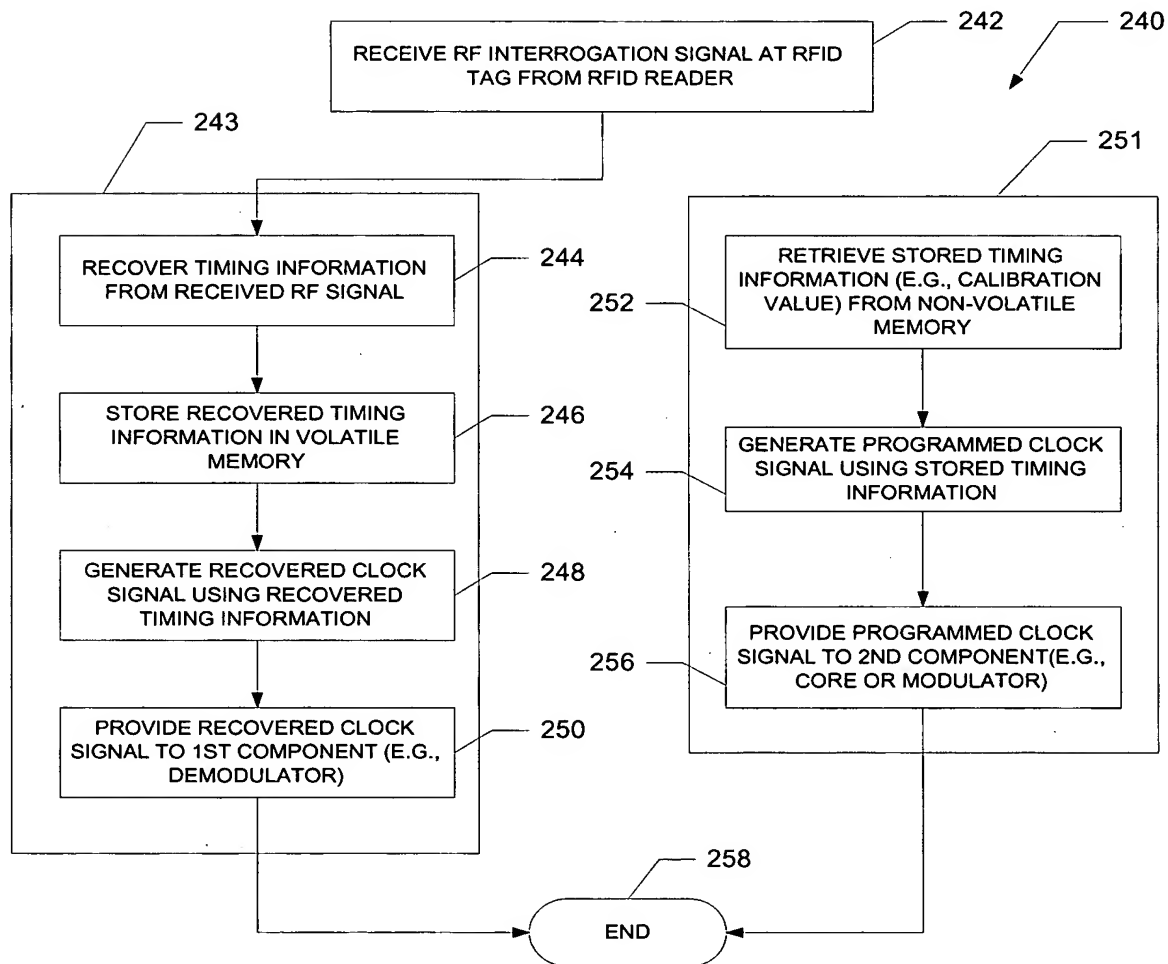 242
240
RECEIVE RF INTERROGATION SIGNAL AT RFID
TAG FROM RFID READER
243
251
RECOVER TIMING INFORMATION
FROM RECEIVED RF SIGNAL
244
STORE RECOVERED TIMING
INFORMATION IN VOLATILE
MEMORY
246
GENERATE RECOVERED CLOCK
SIGNAL USING RECOVERED
TIMING INFORMATION
248
PROVIDE RECOVERED CLOCK
SIGNAL TO 1ST COMPONENT (E.G.,
DEMODULATOR)
250
RETRIEVE STORED TIMING
INFORMATION (E.G., CALIBRATION
VALUE) FROM NON-VOLATILE
MEMORY
252
GENERATE PROGRAMMED CLOCK
SIGNAL USING STORED TIMING
INFORMATION
254
PROVIDE PROGRAMMED CLOCK
SIGNAL TO 2ND COMPONENT(E.G.,
CORE OR MODULATOR)
256
258
END